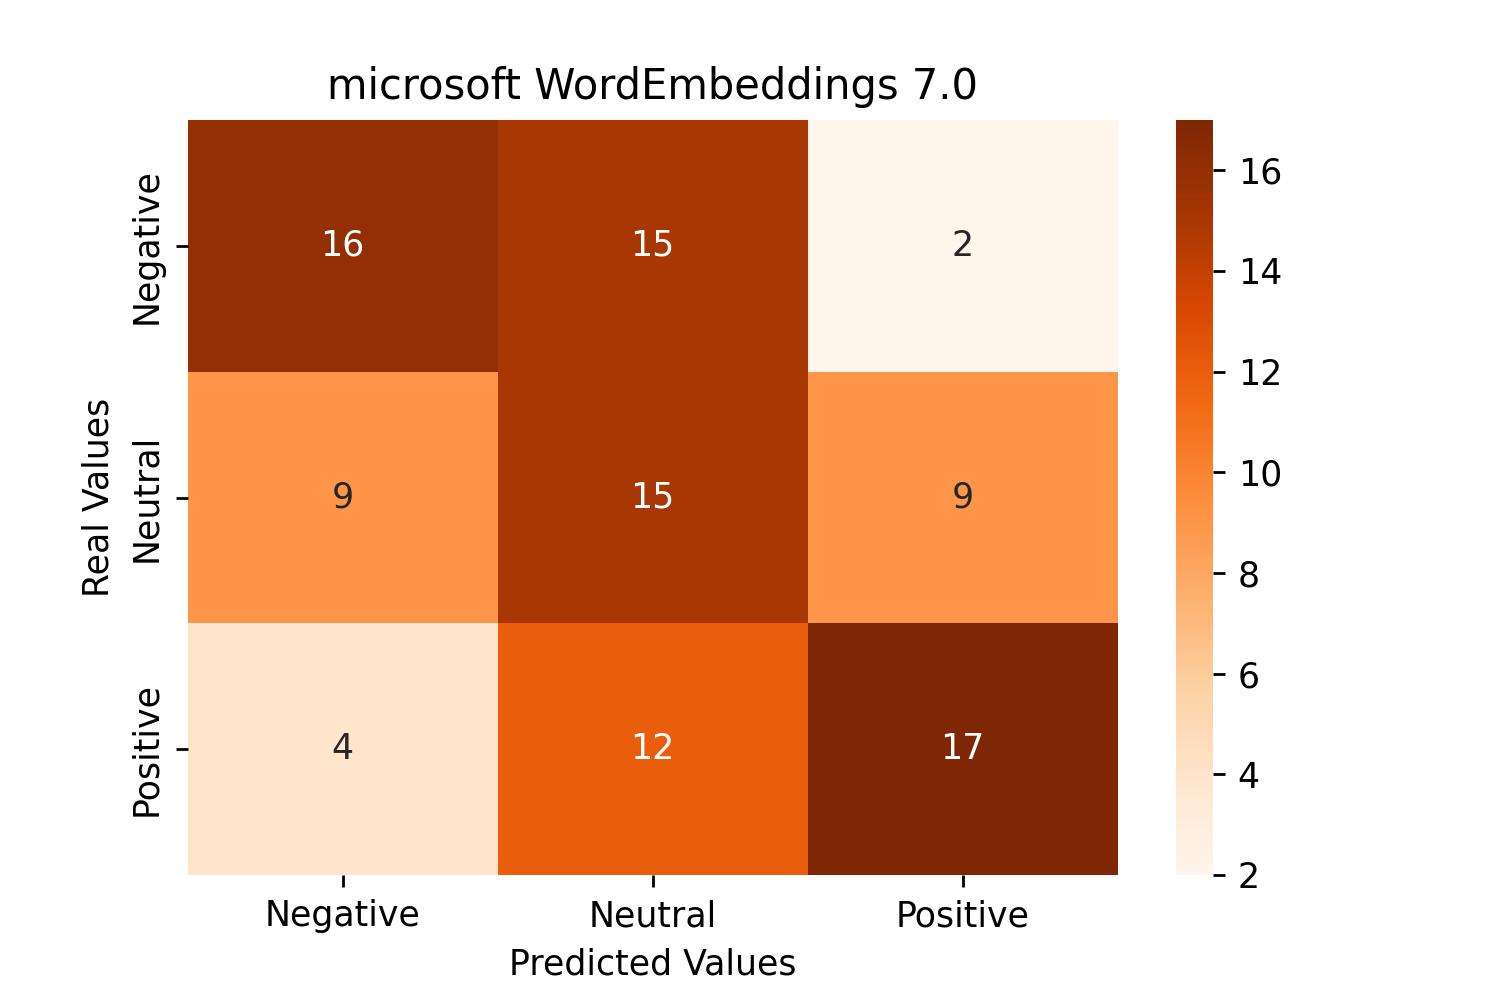 microsoft WordEmbeddings 7.0
Real Values
Negative
16 15 2
Neutral
9 15 9
Positive
4 12 17
Negative Neutral Positive
Predicted Values
16
14
12
10
8
6
4
2